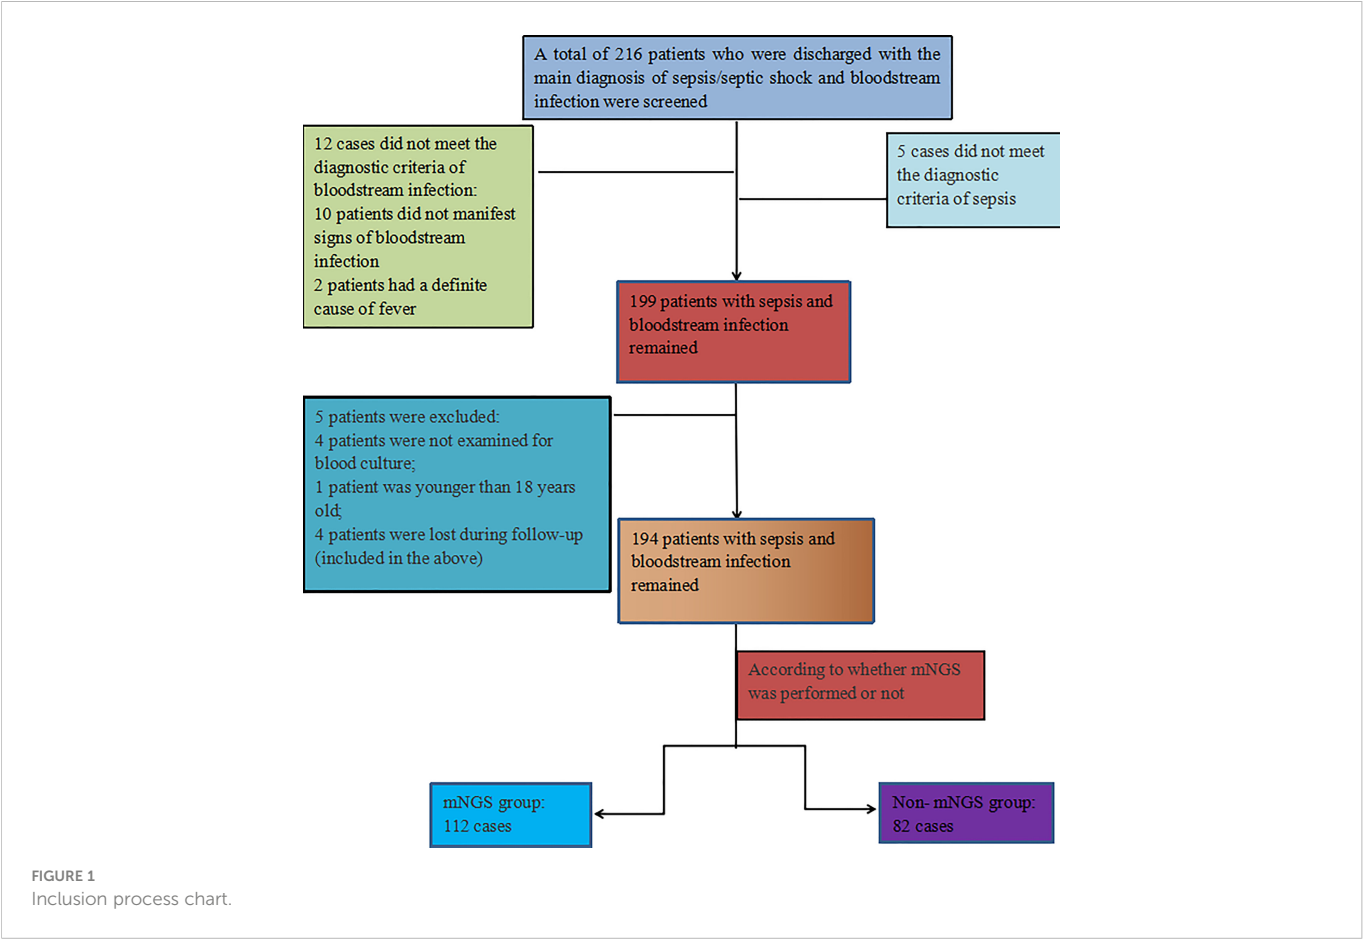 A total of 216 patients who were discharged with the
main diagnosis of sepsis/septic shock and bloodstream
infection were screened
12 cases did not meet the
diagnostic criteria of
bloodstream infection:
10 patients did not manifest
signs of bloodstream
infection
2 patients had a definite
cause of fever
5 cases did not meet
the diagnostic
criteria of sepsis
199 patients with sepsis and
bloodstream infection
remained
5 patients were excluded:
4 patients were not examined for
blood culture;
1 patient was younger than 18 years
old;
4 patients were lost during follow-up
(included in the above)
194 patients with sepsis and
bloodstream infection
remained
According to whether mNGS
was performed or not
mNGS group:
112 cases
Non- mNGS group:
82 cases
FIGURE 1
Inclusion process chart.